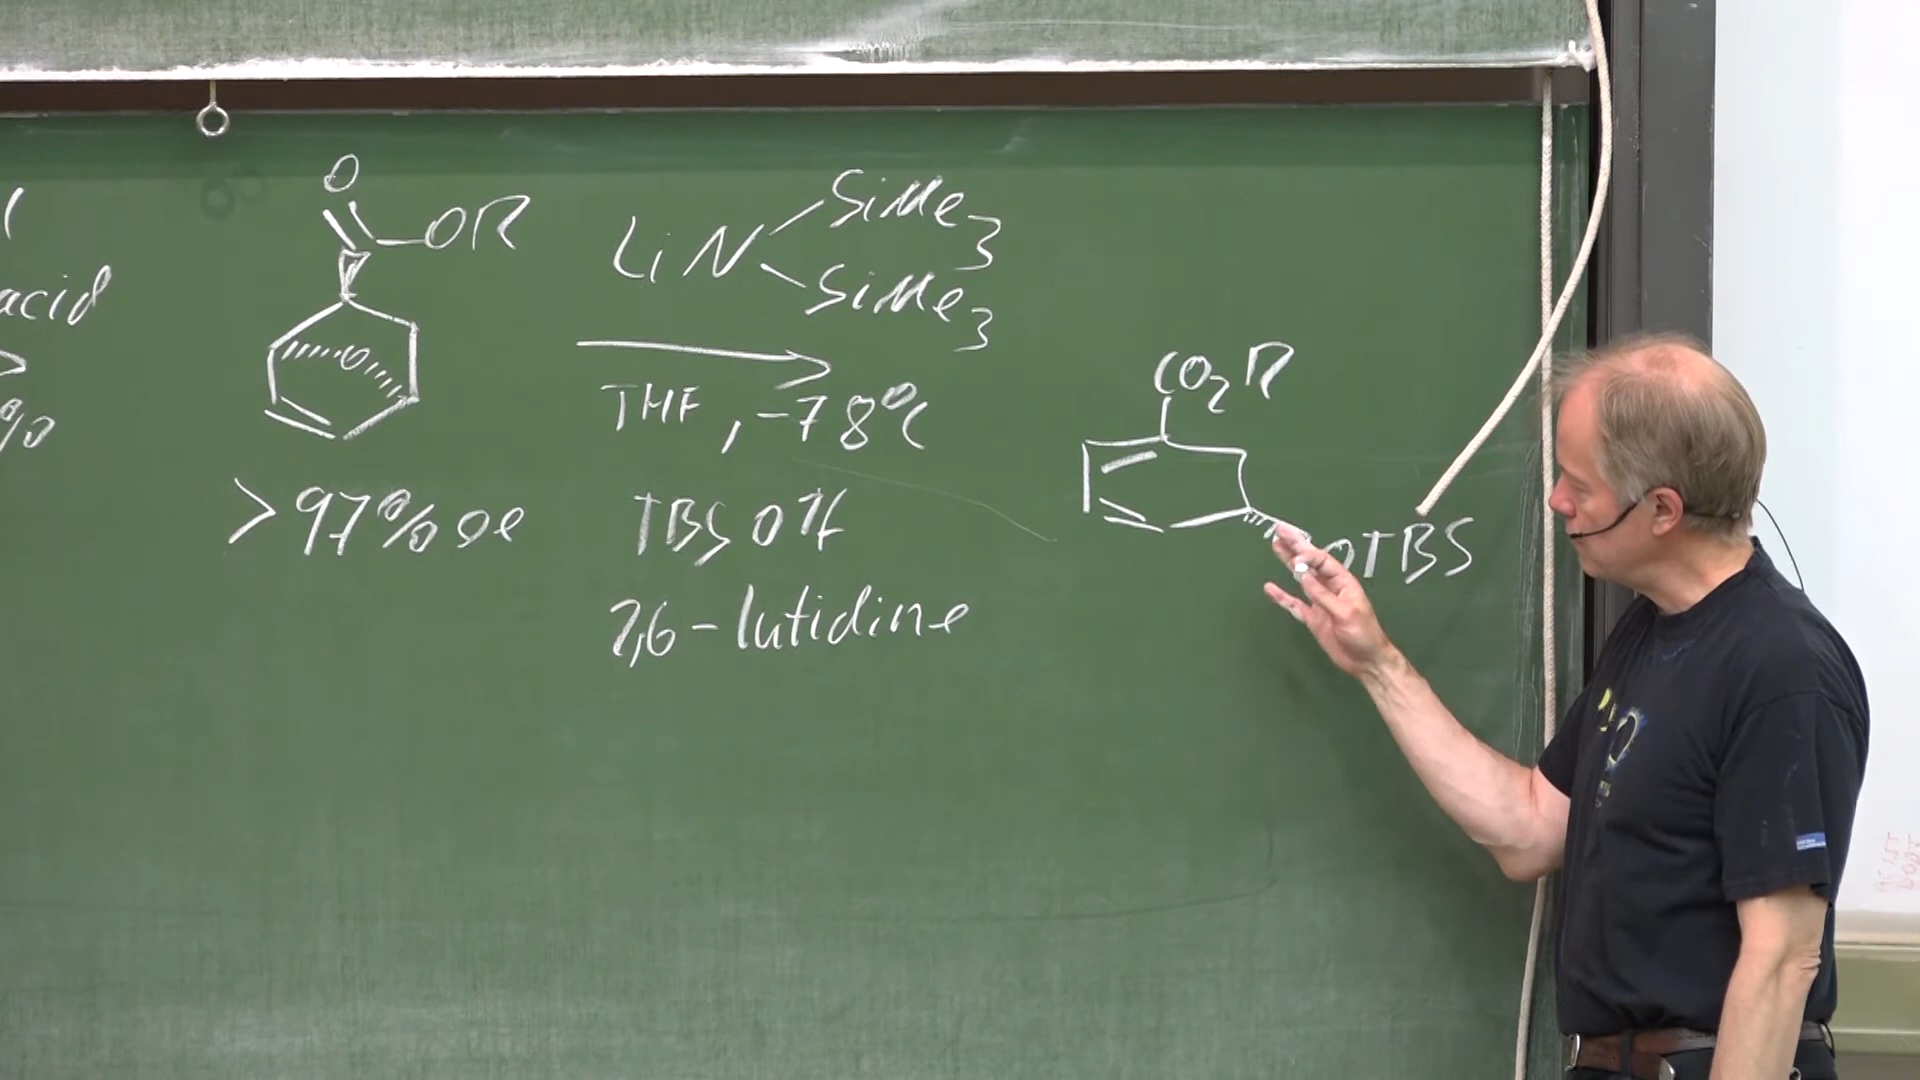 acid
%
O
OR
O
>97% ee
LiN
SiMe3
SiMe3
THF, -78°C
TBSOTf
2,6-lutidine
CO2R
OTBS